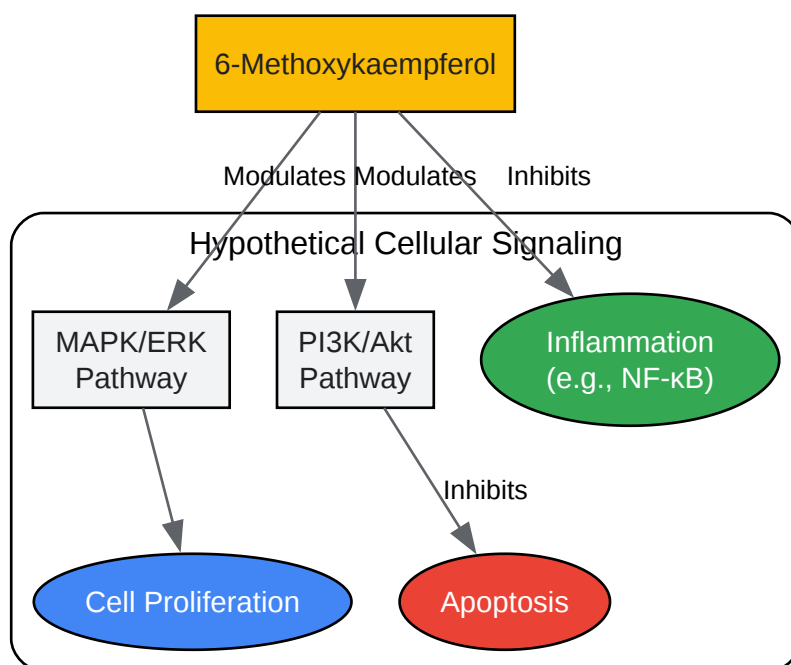 6-Methoxykaempferol
Modulates
Modulates
Inhibits
Hypothetical Cellular Signaling
MAPK/ERK
Pathway
PI3K/Akt
Pathway
Inflammation
(e.g., NF-κB)
Inhibits
Cell Proliferation
Apoptosis